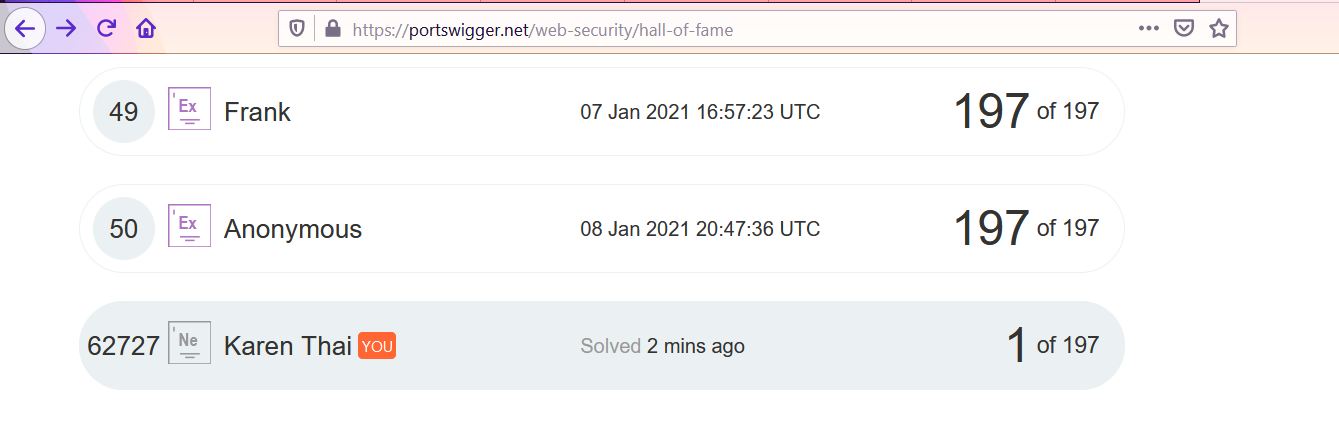 https://portswigger.net/web-security/hall-of-fame
49 Ex Frank 07 Jan 2021 16:57:23 UTC 197 of 197
50 Ex Anonymous 08 Jan 2021 20:47:36 UTC 197 of 197
62727 Ne Karen Thai YOU Solved 2 mins ago 1 of 197